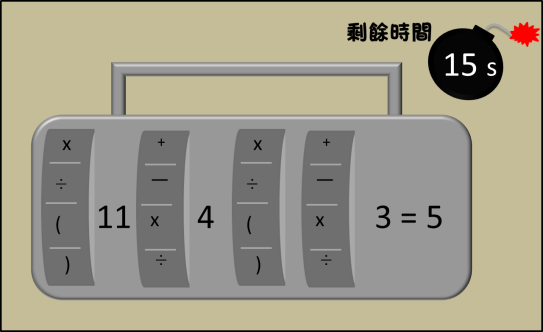 剩餘時間
15 s
x + x +
÷ — ÷ —
( 11 x 4 ( x 3 = 5
) ÷ ) ÷